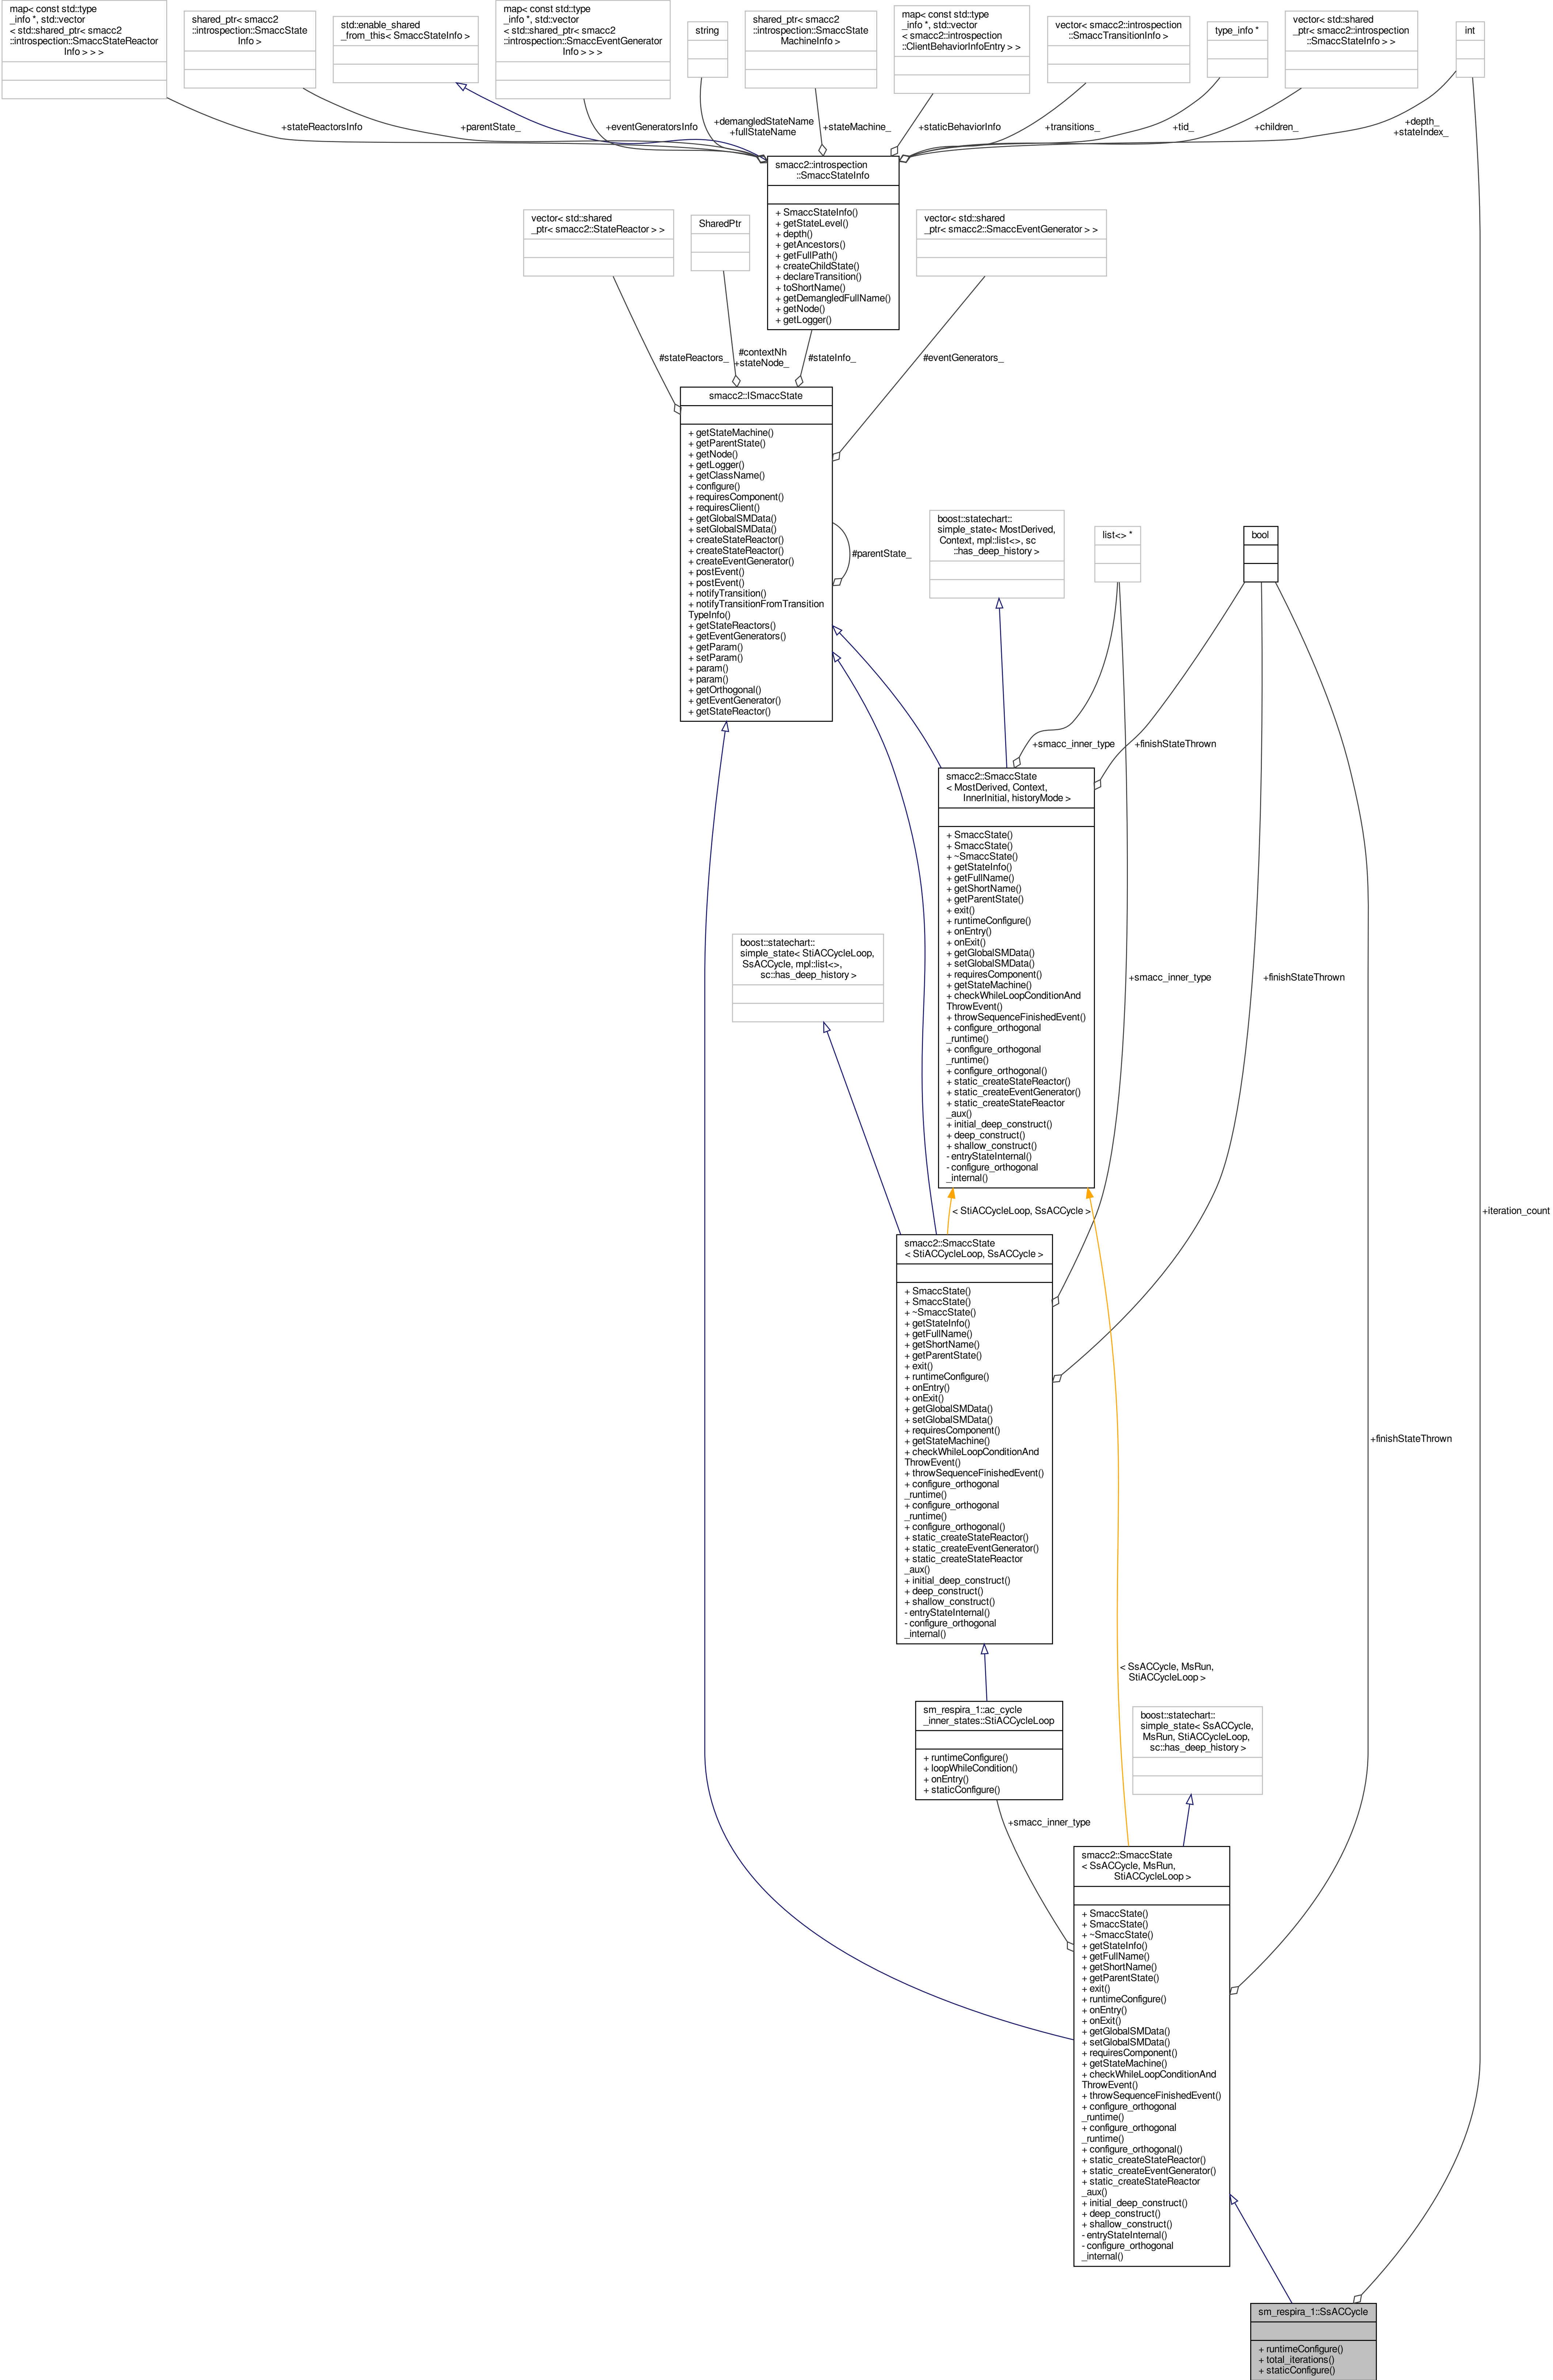 map< const std::type
_info *, std::vector
< std::shared_ptr< smacc2
::introspection::SmaccStateReactor
Info > > >
shared_ptr< smacc2
::introspection::SmaccState
Info >
std::enable_shared
_from_this< SmaccStateInfo >
map< const std::type
_info *, std::vector
< std::shared_ptr< smacc2
::introspection::SmaccEventGenerator
Info > > >
string
shared_ptr< smacc2
::introspection::SmaccState
MachineInfo >
map< const std::type
_info *, std::vector
< smacc2::introspection
::ClientBehaviorInfoEntry > >
vector< smacc2::introspection
::SmaccTransitionInfo >
type_info *
vector< std::shared
_ptr< smacc2::introspection
::SmaccStateInfo > >
int
+stateReactorsInfo
+parentState_
+eventGeneratorsInfo
+demangledStateName
+fullStateName
+stateMachine_
+staticBehaviorInfo
+transitions_
+tid_
+children_
+depth_
+stateIndex_
smacc2::introspection
::SmaccStateInfo
+ SmaccStateInfo()
+ getStateLevel()
+ depth()
+ getAncestors()
+ getFullPath()
+ createChildState()
+ declareTransition()
+ toShortName()
+ getDemangledFullName()
+ getNode()
+ getLogger()
vector< std::shared
_ptr< smacc2::StateReactor > >
SharedPtr
vector< std::shared
_ptr< smacc2::SmaccEventGenerator > >
#stateReactors_
#contextNh
+stateNode_
#stateInfo_
#eventGenerators_
smacc2::ISmaccState
+ getStateMachine()
+ getParentState()
+ getNode()
+ getLogger()
+ getClassName()
+ configure()
+ requiresComponent()
+ requiresClient()
+ getGlobalSMData()
+ setGlobalSMData()
+ createStateReactor()
+ createStateReactor()
+ createEventGenerator()
+ postEvent()
+ postEvent()
+ notifyTransition()
+ notifyTransitionFromTransition
TypeInfo()
+ getStateReactors()
+ getEventGenerators()
+ getParam()
+ setParam()
+ param()
+ param()
+ getOrthogonal()
+ getEventGenerator()
+ getStateReactor()
#parentState_
boost::statechart::
simple_state< MostDerived,
Context, mpl::list<>, sc
::has_deep_history >
list<> *
bool
+smacc_inner_type
+finishStateThrown
smacc2::SmaccState
< MostDerived, Context,
InnerInitial, historyMode >
+ SmaccState()
+ SmaccState()
+ ~SmaccState()
+ getStateInfo()
+ getFullName()
+ getShortName()
+ getParentState()
+ exit()
+ runtimeConfigure()
+ onEntry()
+ onExit()
+ getGlobalSMData()
+ setGlobalSMData()
+ requiresComponent()
+ getStateMachine()
+ checkWhileLoopConditionAnd
ThrowEvent()
+ throwSequenceFinishedEvent()
+ configure_orthogonal
_runtime()
+ configure_orthogonal
_runtime()
+ configure_orthogonal()
+ static_createStateReactor()
+ static_createEventGenerator()
+ static_createStateReactor
_aux()
+ initial_deep_construct()
+ deep_construct()
+ shallow_construct()
- entryStateInternal()
- configure_orthogonal
_internal()
boost::statechart::
simple_state< StiACCycleLoop,
SsACCycle, mpl::list<>,
sc::has_deep_history >
+smacc_inner_type
+finishStateThrown
< StiACCycleLoop, SsACCycle >
+iteration_count
smacc2::SmaccState
< StiACCycleLoop, SsACCycle >
+ SmaccState()
+ SmaccState()
+ ~SmaccState()
+ getStateInfo()
+ getFullName()
+ getShortName()
+ getParentState()
+ exit()
+ runtimeConfigure()
+ onEntry()
+ onExit()
+ getGlobalSMData()
+ setGlobalSMData()
+ requiresComponent()
+ getStateMachine()
+ checkWhileLoopConditionAnd
ThrowEvent()
+ throwSequenceFinishedEvent()
+ configure_orthogonal
_runtime()
+ configure_orthogonal
_runtime()
+ configure_orthogonal()
+ static_createStateReactor()
+ static_createEventGenerator()
+ static_createStateReactor
_aux()
+ initial_deep_construct()
+ deep_construct()
+ shallow_construct()
- entryStateInternal()
- configure_orthogonal
_internal()
+finishStateThrown
< SsACCycle, MsRun,
StiACCycleLoop >
sm_respira_1::ac_cycle
_inner_states::StiACCycleLoop
+ runtimeConfigure()
+ loopWhileCondition()
+ onEntry()
+ staticConfigure()
boost::statechart::
simple_state< SsACCycle,
MsRun, StiACCycleLoop,
sc::has_deep_history >
+smacc_inner_type
smacc2::SmaccState
< SsACCycle, MsRun,
StiACCycleLoop >
+ SmaccState()
+ SmaccState()
+ ~SmaccState()
+ getStateInfo()
+ getFullName()
+ getShortName()
+ getParentState()
+ exit()
+ runtimeConfigure()
+ onEntry()
+ onExit()
+ getGlobalSMData()
+ setGlobalSMData()
+ requiresComponent()
+ getStateMachine()
+ checkWhileLoopConditionAnd
ThrowEvent()
+ throwSequenceFinishedEvent()
+ configure_orthogonal
_runtime()
+ configure_orthogonal
_runtime()
+ configure_orthogonal()
+ static_createStateReactor()
+ static_createEventGenerator()
+ static_createStateReactor
_aux()
+ initial_deep_construct()
+ deep_construct()
+ shallow_construct()
- entryStateInternal()
- configure_orthogonal
_internal()
sm_respira_1::SsACCycle
+ runtimeConfigure()
+ total_iterations()
+ staticConfigure()